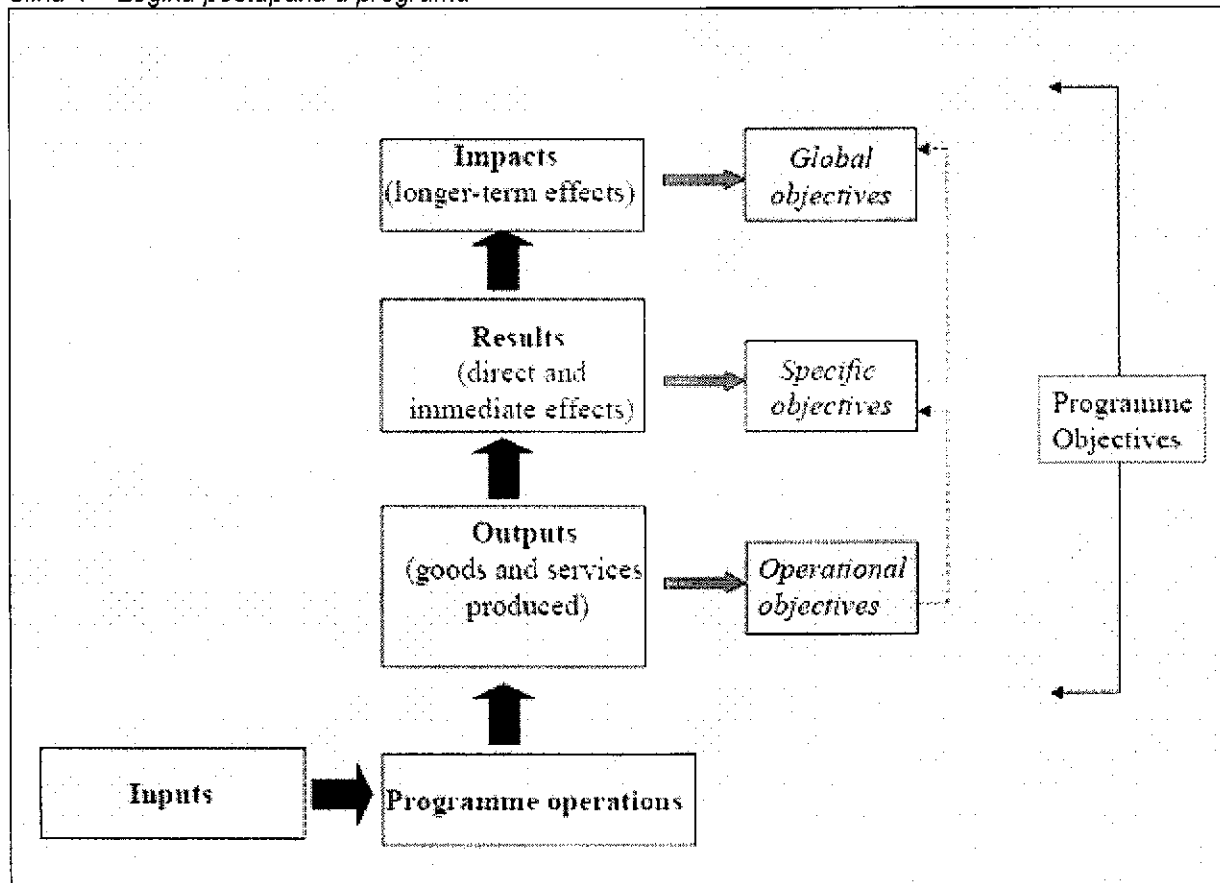 Impacts
(longer-term effects)
Global
objectives
Results
(direct and
immediate effects)
Specific
objectives
Programme
Objectives
Outputs
(goods and services
produced)
Operational
objectives
Inputs
Programme operations